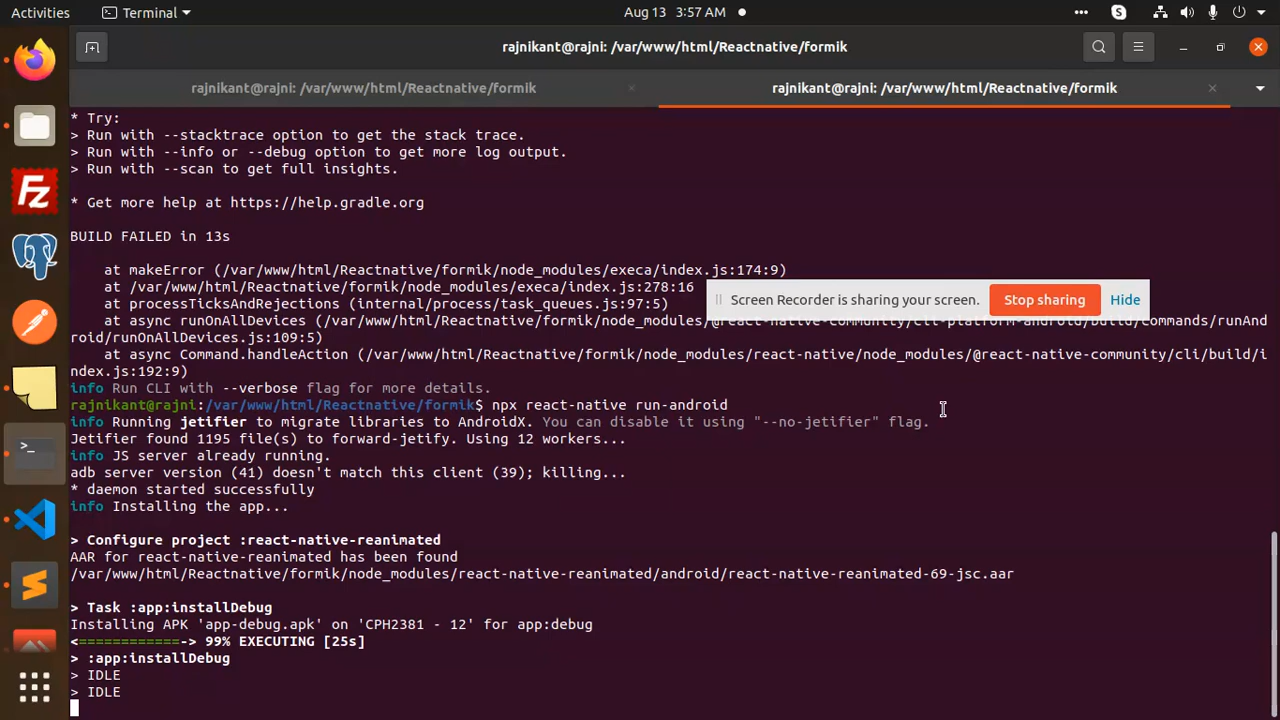 Activities
Terminal
Aug 13 3:57 AM
rajnikant@rajni: /var/www/html/Reactnative/formik
rajnikant@rajni: /var/www/html/Reactnative/formik
rajnikant@rajni: /var/www/html/Reactnative/formik
* Try:
> Run with --stacktrace option to get the stack trace.
> Run with --info or --debug option to get more log output.
> Run with --scan to get full insights.
* Get more help at https://help.gradle.org
BUILD FAILED in 13s
at makeError (/var/www/html/Reactnative/formik/node_modules/execa/index.js:174:9)
at /var/www/html/Reactnative/formik/node_modules/execa/index.js:278:16
Screen Recorder is sharing your screen.
Stop sharing
Hide
at processTicksAndRejections (internal/process/task_queues.js:97:5)
at async runOnAllDevices (/var/www/html/Reactnative/formik/node_modules/@react-native-community/cli-platform-android/build/commands/runAnd
roid/runOnAllDevices.js:109:5)
at async Command.handleAction (/var/www/html/Reactnative/formik/node_modules/react-native/node_modules/@react-native-community/cli/build/i
ndex.js:192:9)
info Run CLI with --verbose flag for more details.
rajnikant@rajni:/var/www/html/Reactnative/formik$ npx react-native run-android
info Running jetifier to migrate libraries to AndroidX. You can disable it using "--no-jetifier" flag.
Jetifier found 1195 file(s) to forward-jetify. Using 12 workers...
info JS server already running.
adb server version (41) doesn't match this client (39); killing...
* daemon started successfully
info Installing the app...
> Configure project :react-native-reanimated
AAR for react-native-reanimated has been found
/var/www/html/Reactnative/formik/node_modules/react-native-reanimated/android/react-native-reanimated-69-jsc.aar
> Task :app:installDebug
Installing APK 'app-debug.apk' on 'CPH2381 - 12' for app:debug
<============-> 99% EXECUTING [25s]
> :app:installDebug
> IDLE
> IDLE